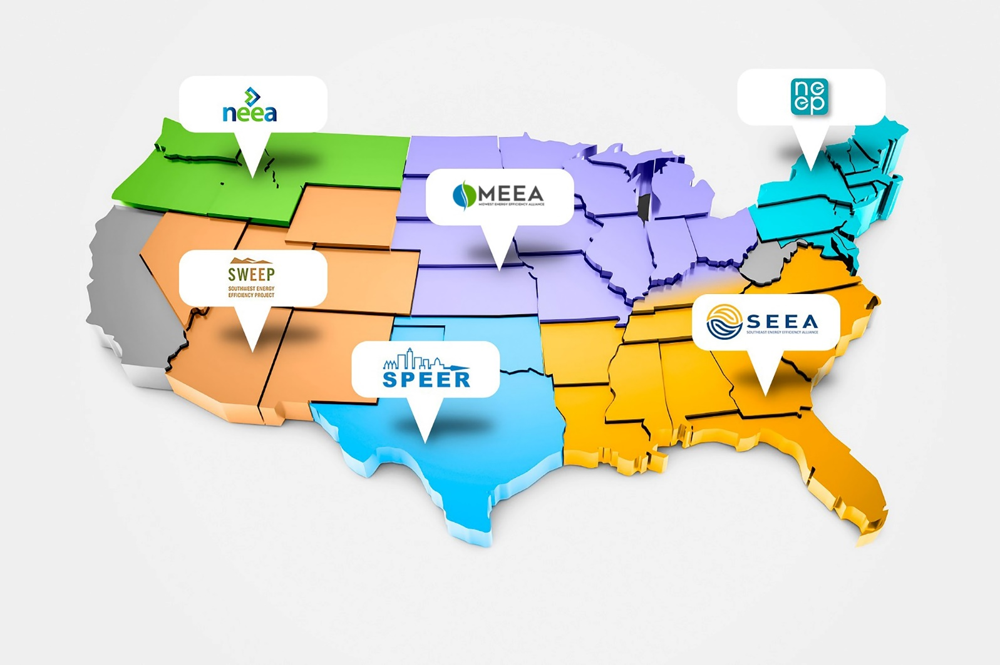 neea
ne
ep
MEEA
MIDWEST ENERGY EFFICIENCY ALLIANCE
SWEEP
SOUTHWEST ENERGY
EFFICIENCY PROJECT
SEEA
SOUTHEAST ENERGY EFFICIENCY ALLIANCE
SPEER